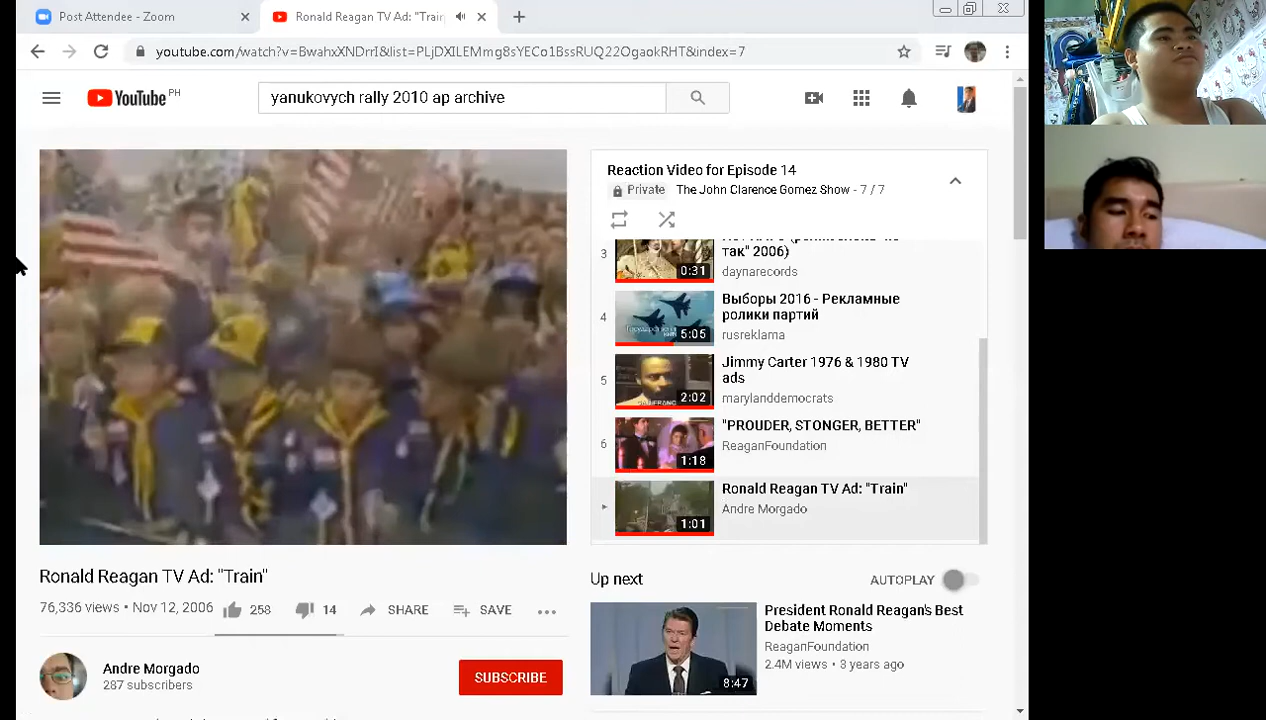 Post Attendee - Zoom
Ronald Reagan TV Ad: "Train
youtube.com/watch?v=BwahxXNDrrI&list=PLjDXILEMmg8sYECo1BssRUQ22OgaokRHT&index=7
YouTube PH
yanukovych rally 2010 ap archive
Reaction Video for Episode 14
Private The John Clarence Gomez Show - 7 / 7
3
так" 2006)
0:31
daynarecords
4
Выборы 2016 - Рекламные
ролики партий
5:05
rusreklama
5
Jimmy Carter 1976 & 1980 TV
ads
2:02
marylanddemocrats
6
"PROUDER, STONGER, BETTER"
ReaganFoundation
1:18
Ronald Reagan TV Ad: "Train"
Andre Morgado
1:01
Ronald Reagan TV Ad: "Train"
76,336 views • Nov 12, 2006
258
14
SHARE
SAVE
Andre Morgado
287 subscribers
SUBSCRIBE
Up next
AUTOPLAY
President Ronald Reagan's Best
Debate Moments
ReaganFoundation
2.4M views • 3 years ago
8:47